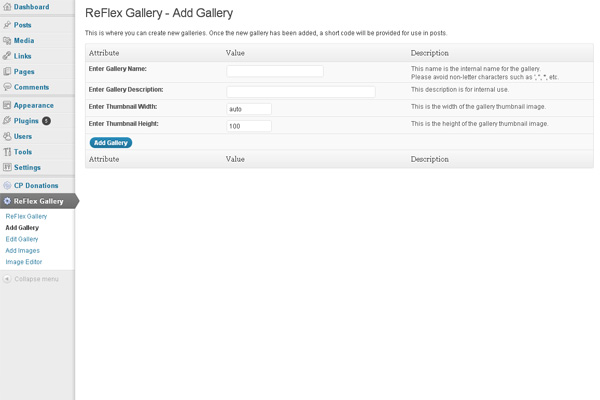 Dashboard
Posts
Media
Links
Pages
Comments
Appearance
Plugins 5
Users
Tools
Settings
CP Donations
ReFlex Gallery
ReFlex Gallery
Add Gallery
Edit Gallery
Add Images
Image Editor
Collapse menu
ReFlex Gallery - Add Gallery
This is where you can create new galleries. Once the new gallery has been added, a short code will be provided for use in posts.
Attribute Value Description
Enter Gallery Name: This name is the internal name for the gallery.
Please avoid non-letter characters such as ', ", *, etc.
Enter Gallery Description: This description is for internal use.
Enter Thumbnail Width: auto This is the width of the gallery thumbnail image.
Enter Thumbnail Height: 100 This is the height of the gallery thumbnail image.
Add Gallery
Attribute Value Description